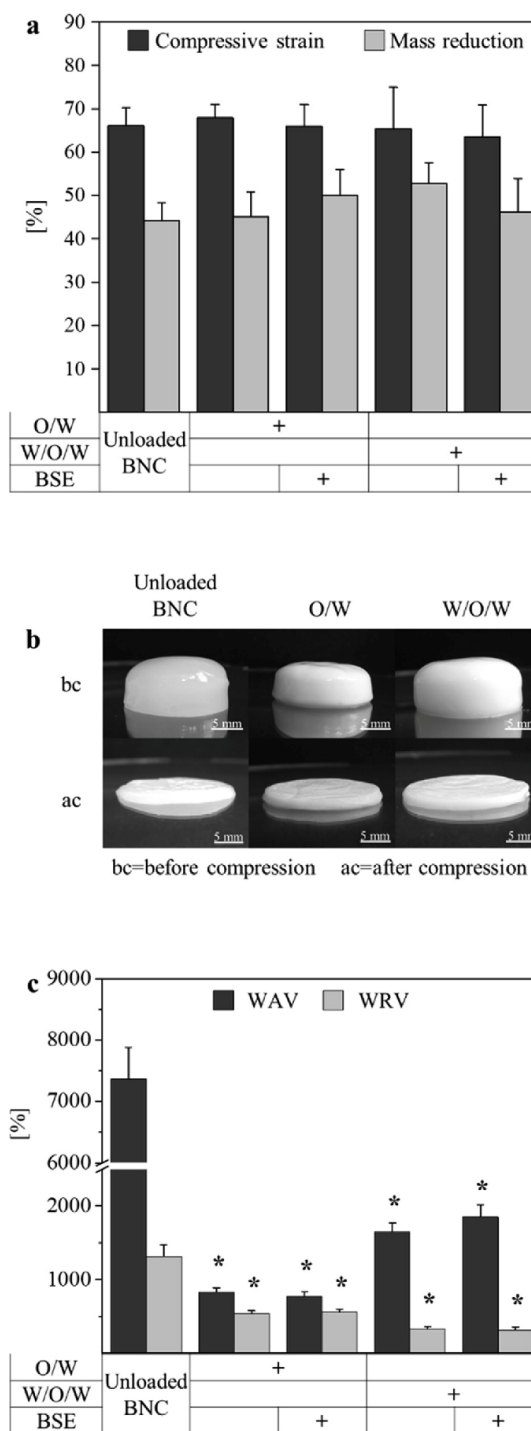 a
Compressive strain Mass reduction
90
80
70
60
50
40
30
20
10
[%]
O/W +
W/O/W Unloaded BNC +
BSE + +
b
Unloaded
BNC O/W W/O/W
bc
5 mm 5 mm 5 mm
ac
5 mm 5 mm 5 mm
bc=before compression ac=after compression
c
WAV WRV
9000
8000
7000
6000
2000
1000
[%]
* * * * * * * *
O/W +
W/O/W Unloaded BNC +
BSE + +